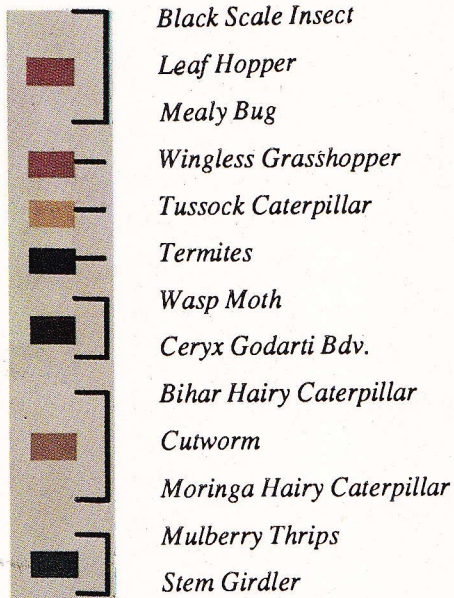 Black Scale Insect
Leaf Hopper
Mealy Bug
Wingless Grasshopper
Tussock Caterpillar
Termites
Wasp Moth
Ceryx Godarti Bdv.
Bihar Hairy Caterpillar
Cutworm
Moringa Hairy Caterpillar
Mulberry Thrips
Stem Girdler